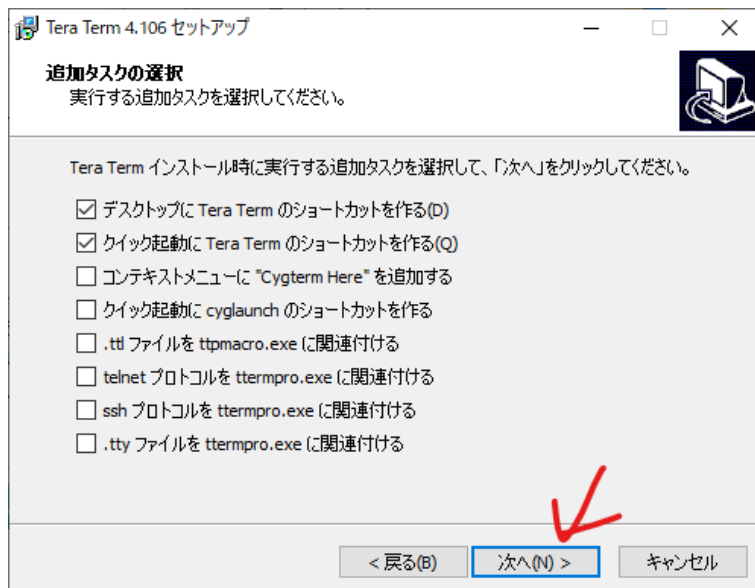 Tera Term 4.106 セットアップ
追加タスクの選択
実行する追加タスクを選択してください。
Tera Term インストール時に実行する追加タスクを選択して、「次へ」をクリックしてください。
デスクトップに Tera Term のショートカットを作る(D)
クイック起動に Tera Term のショートカットを作る(Q)
コンテキストメニューに "Cygterm Here" を追加する
クイック起動に cyglaunch のショートカットを作る
.ttl ファイルを ttpmacro.exe に関連付ける
telnet プロトコルを ttermpro.exe に関連付ける
ssh プロトコルを ttermpro.exe に関連付ける
.tty ファイルを ttermpro.exe に関連付ける
< 戻る(B) 次へ(N) > キャンセル